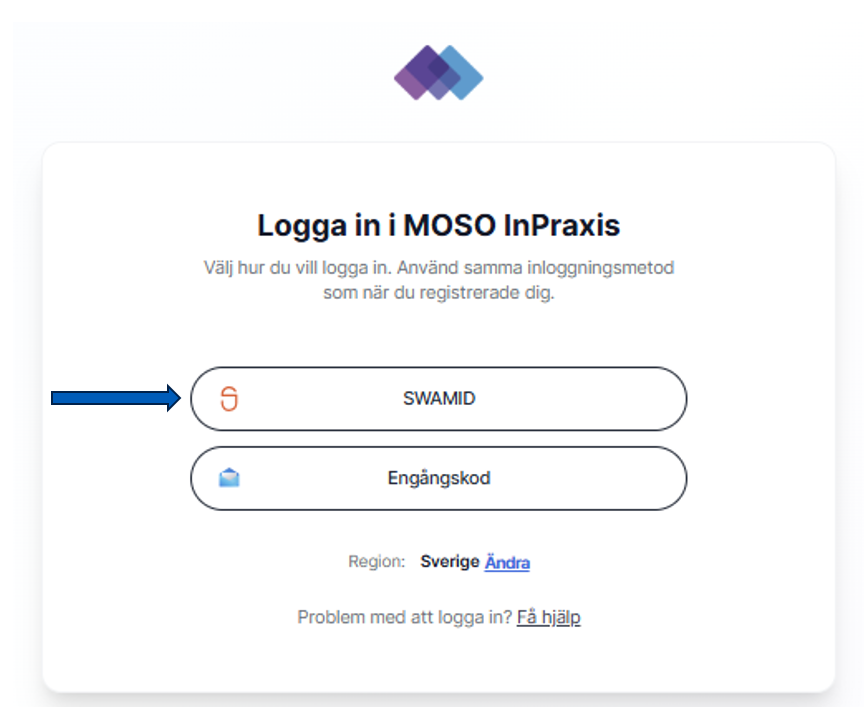 Logga in i MOSO InPraxis
Välj hur du vill logga in. Använd samma inloggningsmetod
som när du registrerade dig.
SWAMID
Engångskod
Region: Sverige Ändra
Problem med att logga in? Få hjälp